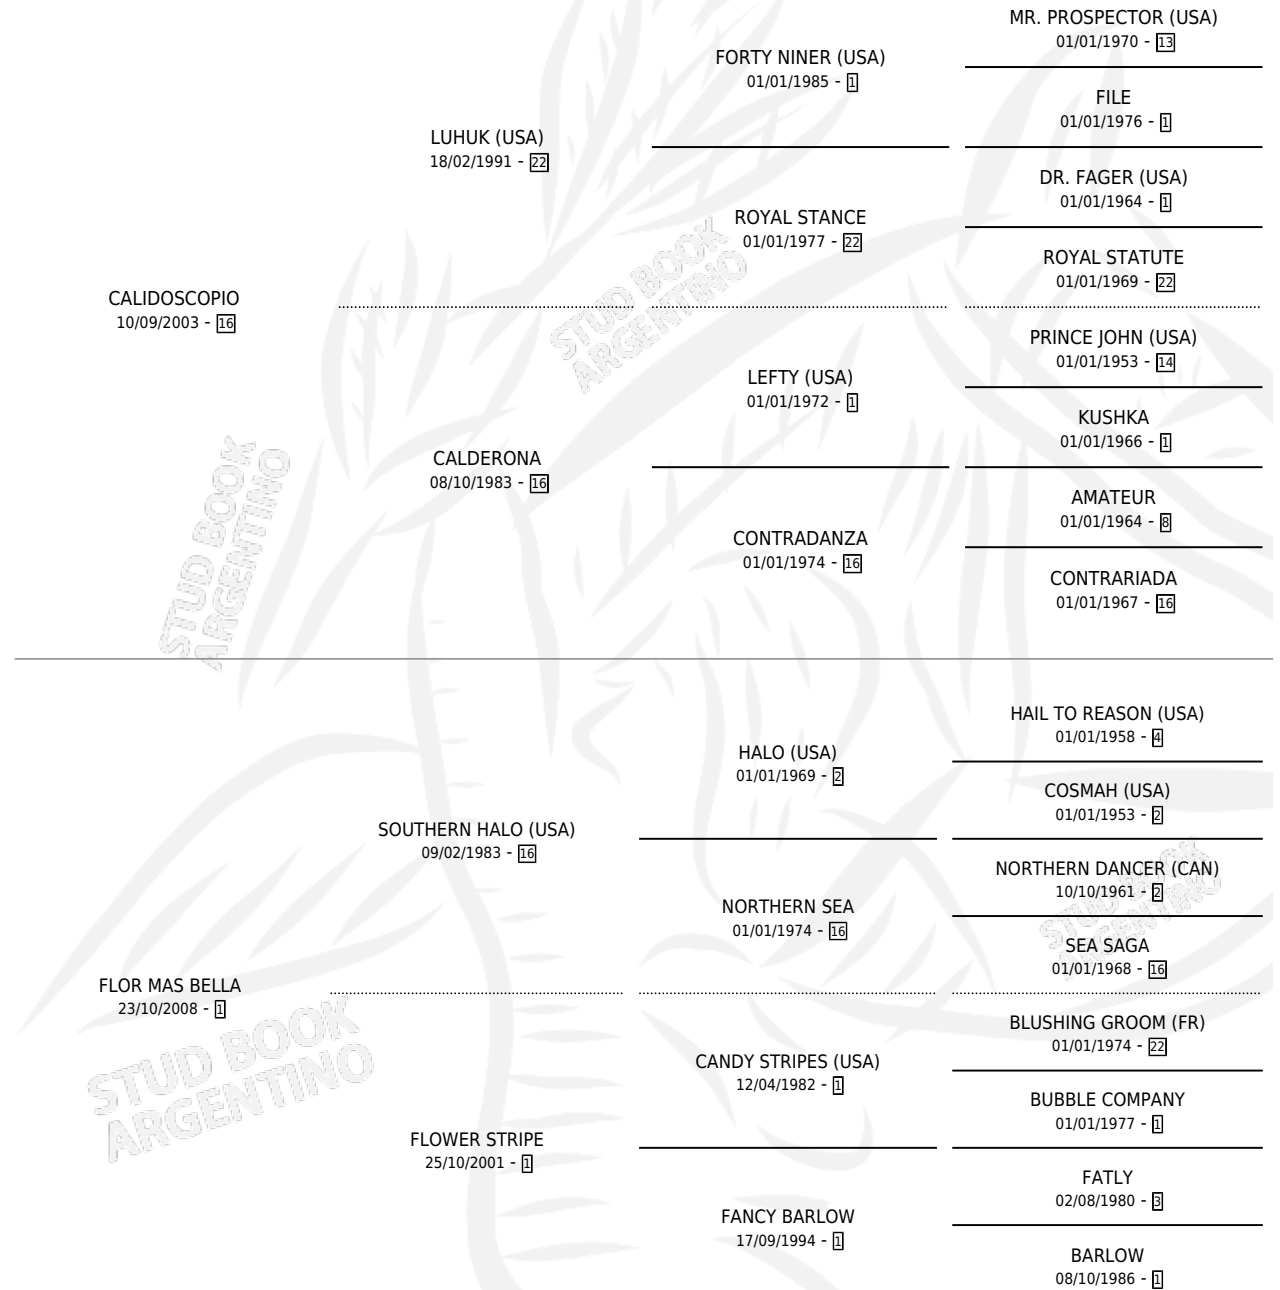 MR. PROSPECTOR (USA)
01/01/1970 - 13
FORTY NINER (USA)
01/01/1985 - 1
FILE
01/01/1976 - 1
LUHUK (USA)
18/02/1991 - 22
DR. FAGER (USA)
01/01/1964 - 1
ROYAL STANCE
01/01/1977 - 22
ROYAL STATUTE
01/01/1969 - 22
CALIDOSCOPIO
10/09/2003 - 16
STUD BOOK
ARGENTINO
PRINCE JOHN (USA)
01/01/1953 - 14
LEFTY (USA)
01/01/1972 - 1
KUSHKA
01/01/1966 - 1
CALDERONA
08/10/1983 - 16
AMATEUR
01/01/1964 - 8
CONTRADANZA
01/01/1974 - 16
CONTRARIADA
01/01/1967 - 16
STUD BOOK
ARGENTINO
HAIL TO REASON (USA)
01/01/1958 - 4
HALO (USA)
01/01/1969 - 2
COSMAH (USA)
01/01/1953 - 2
SOUTHERN HALO (USA)
09/02/1983 - 16
NORTHERN DANCER (CAN)
10/10/1961 - 2
NORTHERN SEA
01/01/1974 - 16
STUD BOOK
ARGENTINO
SEA SAGA
01/01/1968 - 16
FLOR MAS BELLA
23/10/2008 - 1
STUD BOOK
ARGENTINO
BLUSHING GROOM (FR)
01/01/1974 - 22
CANDY STRIPES (USA)
12/04/1982 - 1
BUBBLE COMPANY
01/01/1977 - 1
FLOWER STRIPE
25/10/2001 - 1
FATLY
02/08/1980 - 3
FANCY BARLOW
17/09/1994 - 1
BARLOW
08/10/1986 - 1